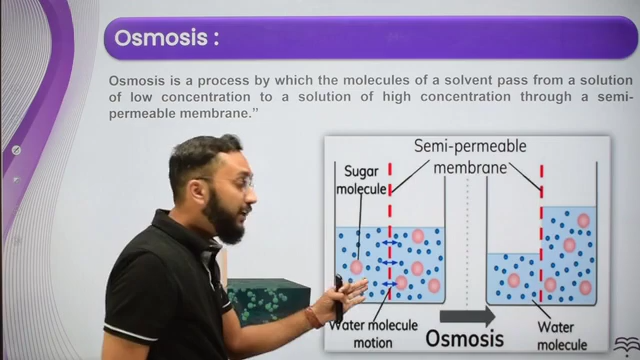 Osmosis :
Osmosis is a process by which the molecules of a solvent pass from a solution
of low concentration to a solution of high concentration through a semi-
permeable membrane.”
Semi-permeable
membrane
Sugar
molecule
Water molecule
motion
Osmosis
Water
molecule